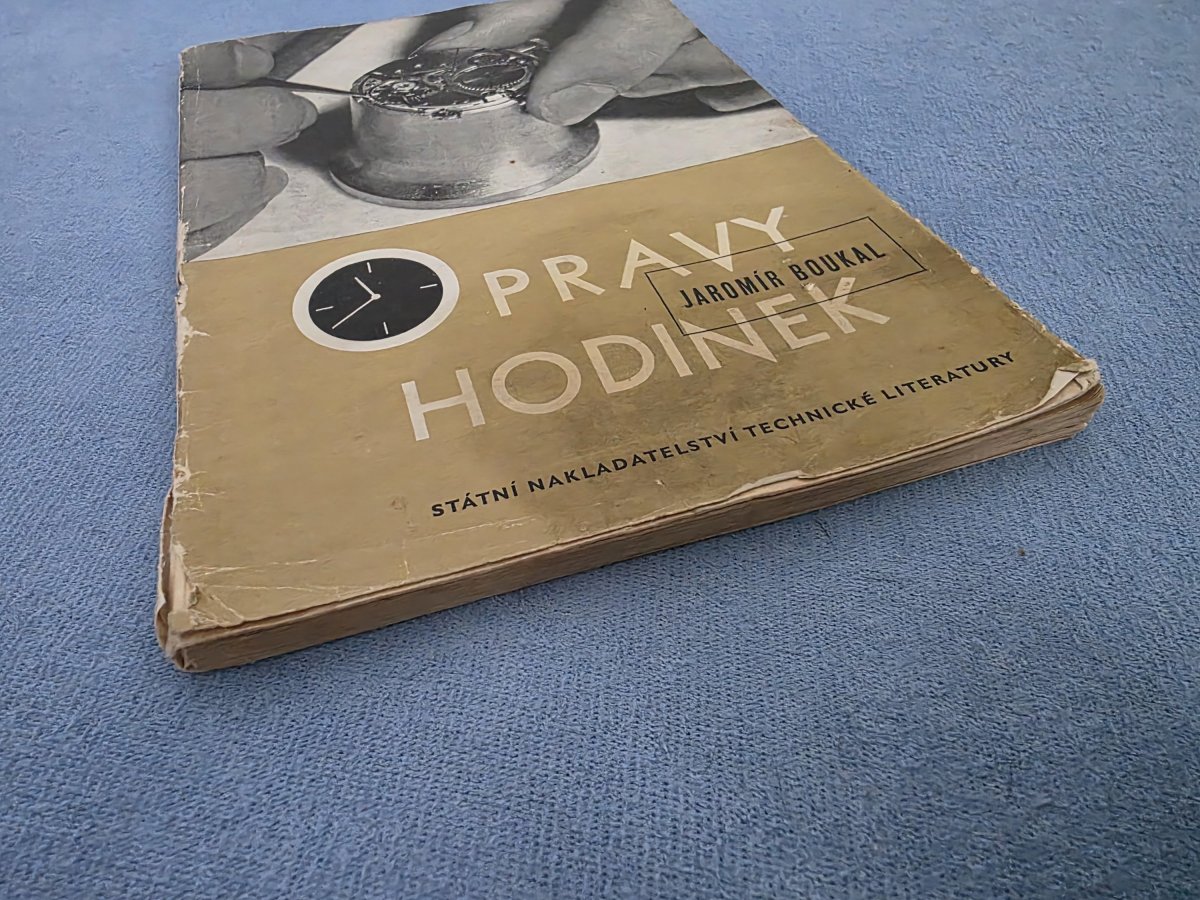 OPRAVY
JAROMÍR BOUKAL
HODINEK
STÁTNÍ NAKLADATELSTVÍ TECHNICKÉ LITERATURY